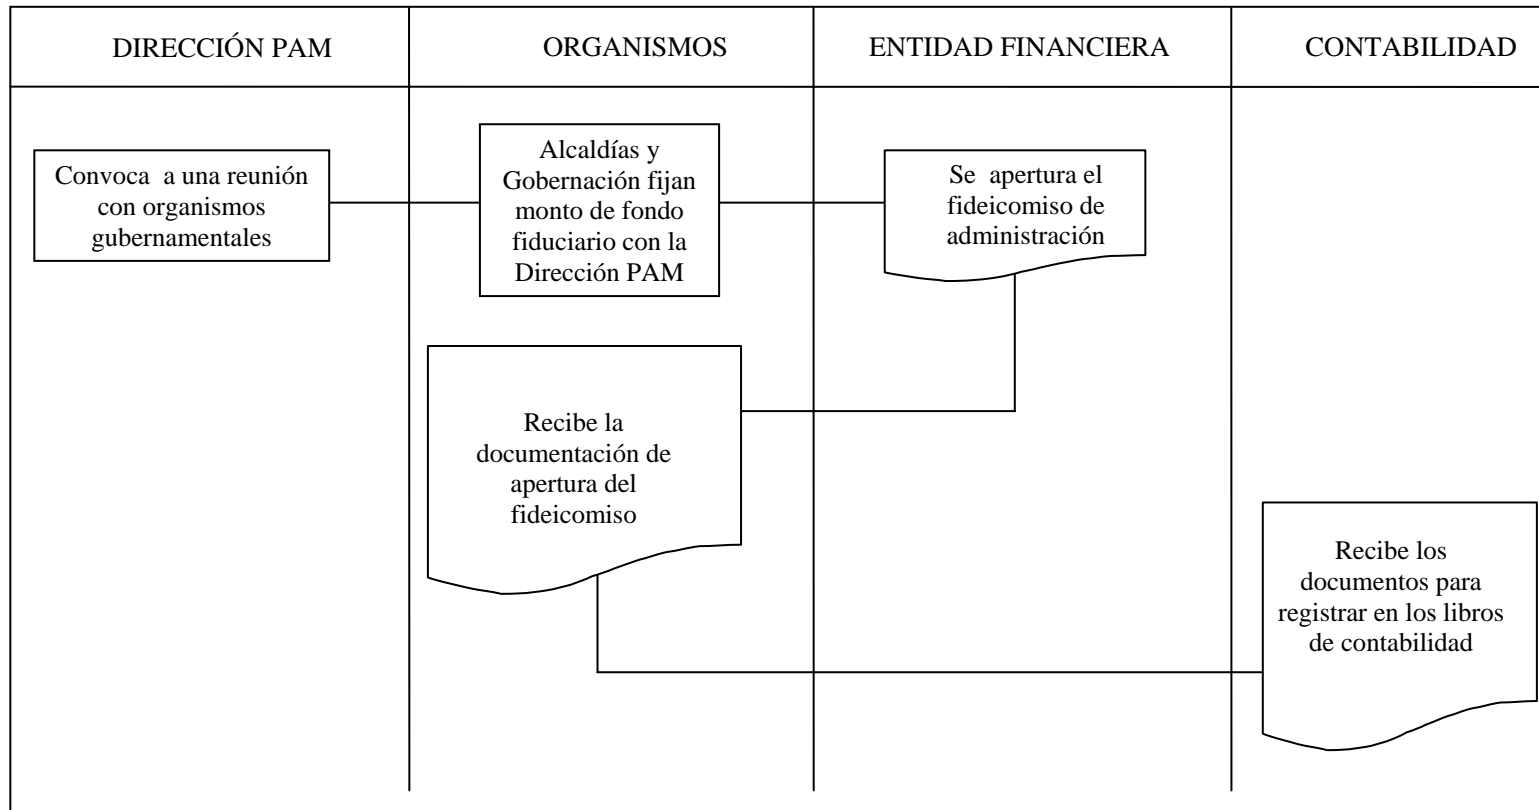 DIRECCIÓN PAM
ORGANISMOS
ENTIDAD FINANCIERA
CONTABILIDAD
Convoca a una reunión
con organismos
gubernamentales
Alcaldías y
Gobernación fijan
monto de fondo
fiduciario con la
Dirección PAM
Se apertura el
fideicomiso de
administración
Recibe la
documentación de
apertura del
fideicomiso
Recibe los
documentos para
registrar en los libros
de contabilidad